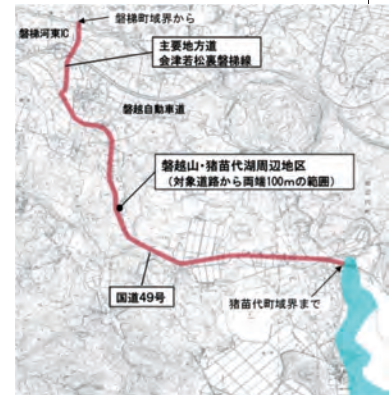 磐梯町域界から
磐梯河東IC
主要地方道
会津若松裏磐梯線
磐越自動車道
磐越山・猪苗代湖周辺地区
(対象道路から両端100mの範囲)
国道49号
猪苗代町域界まで